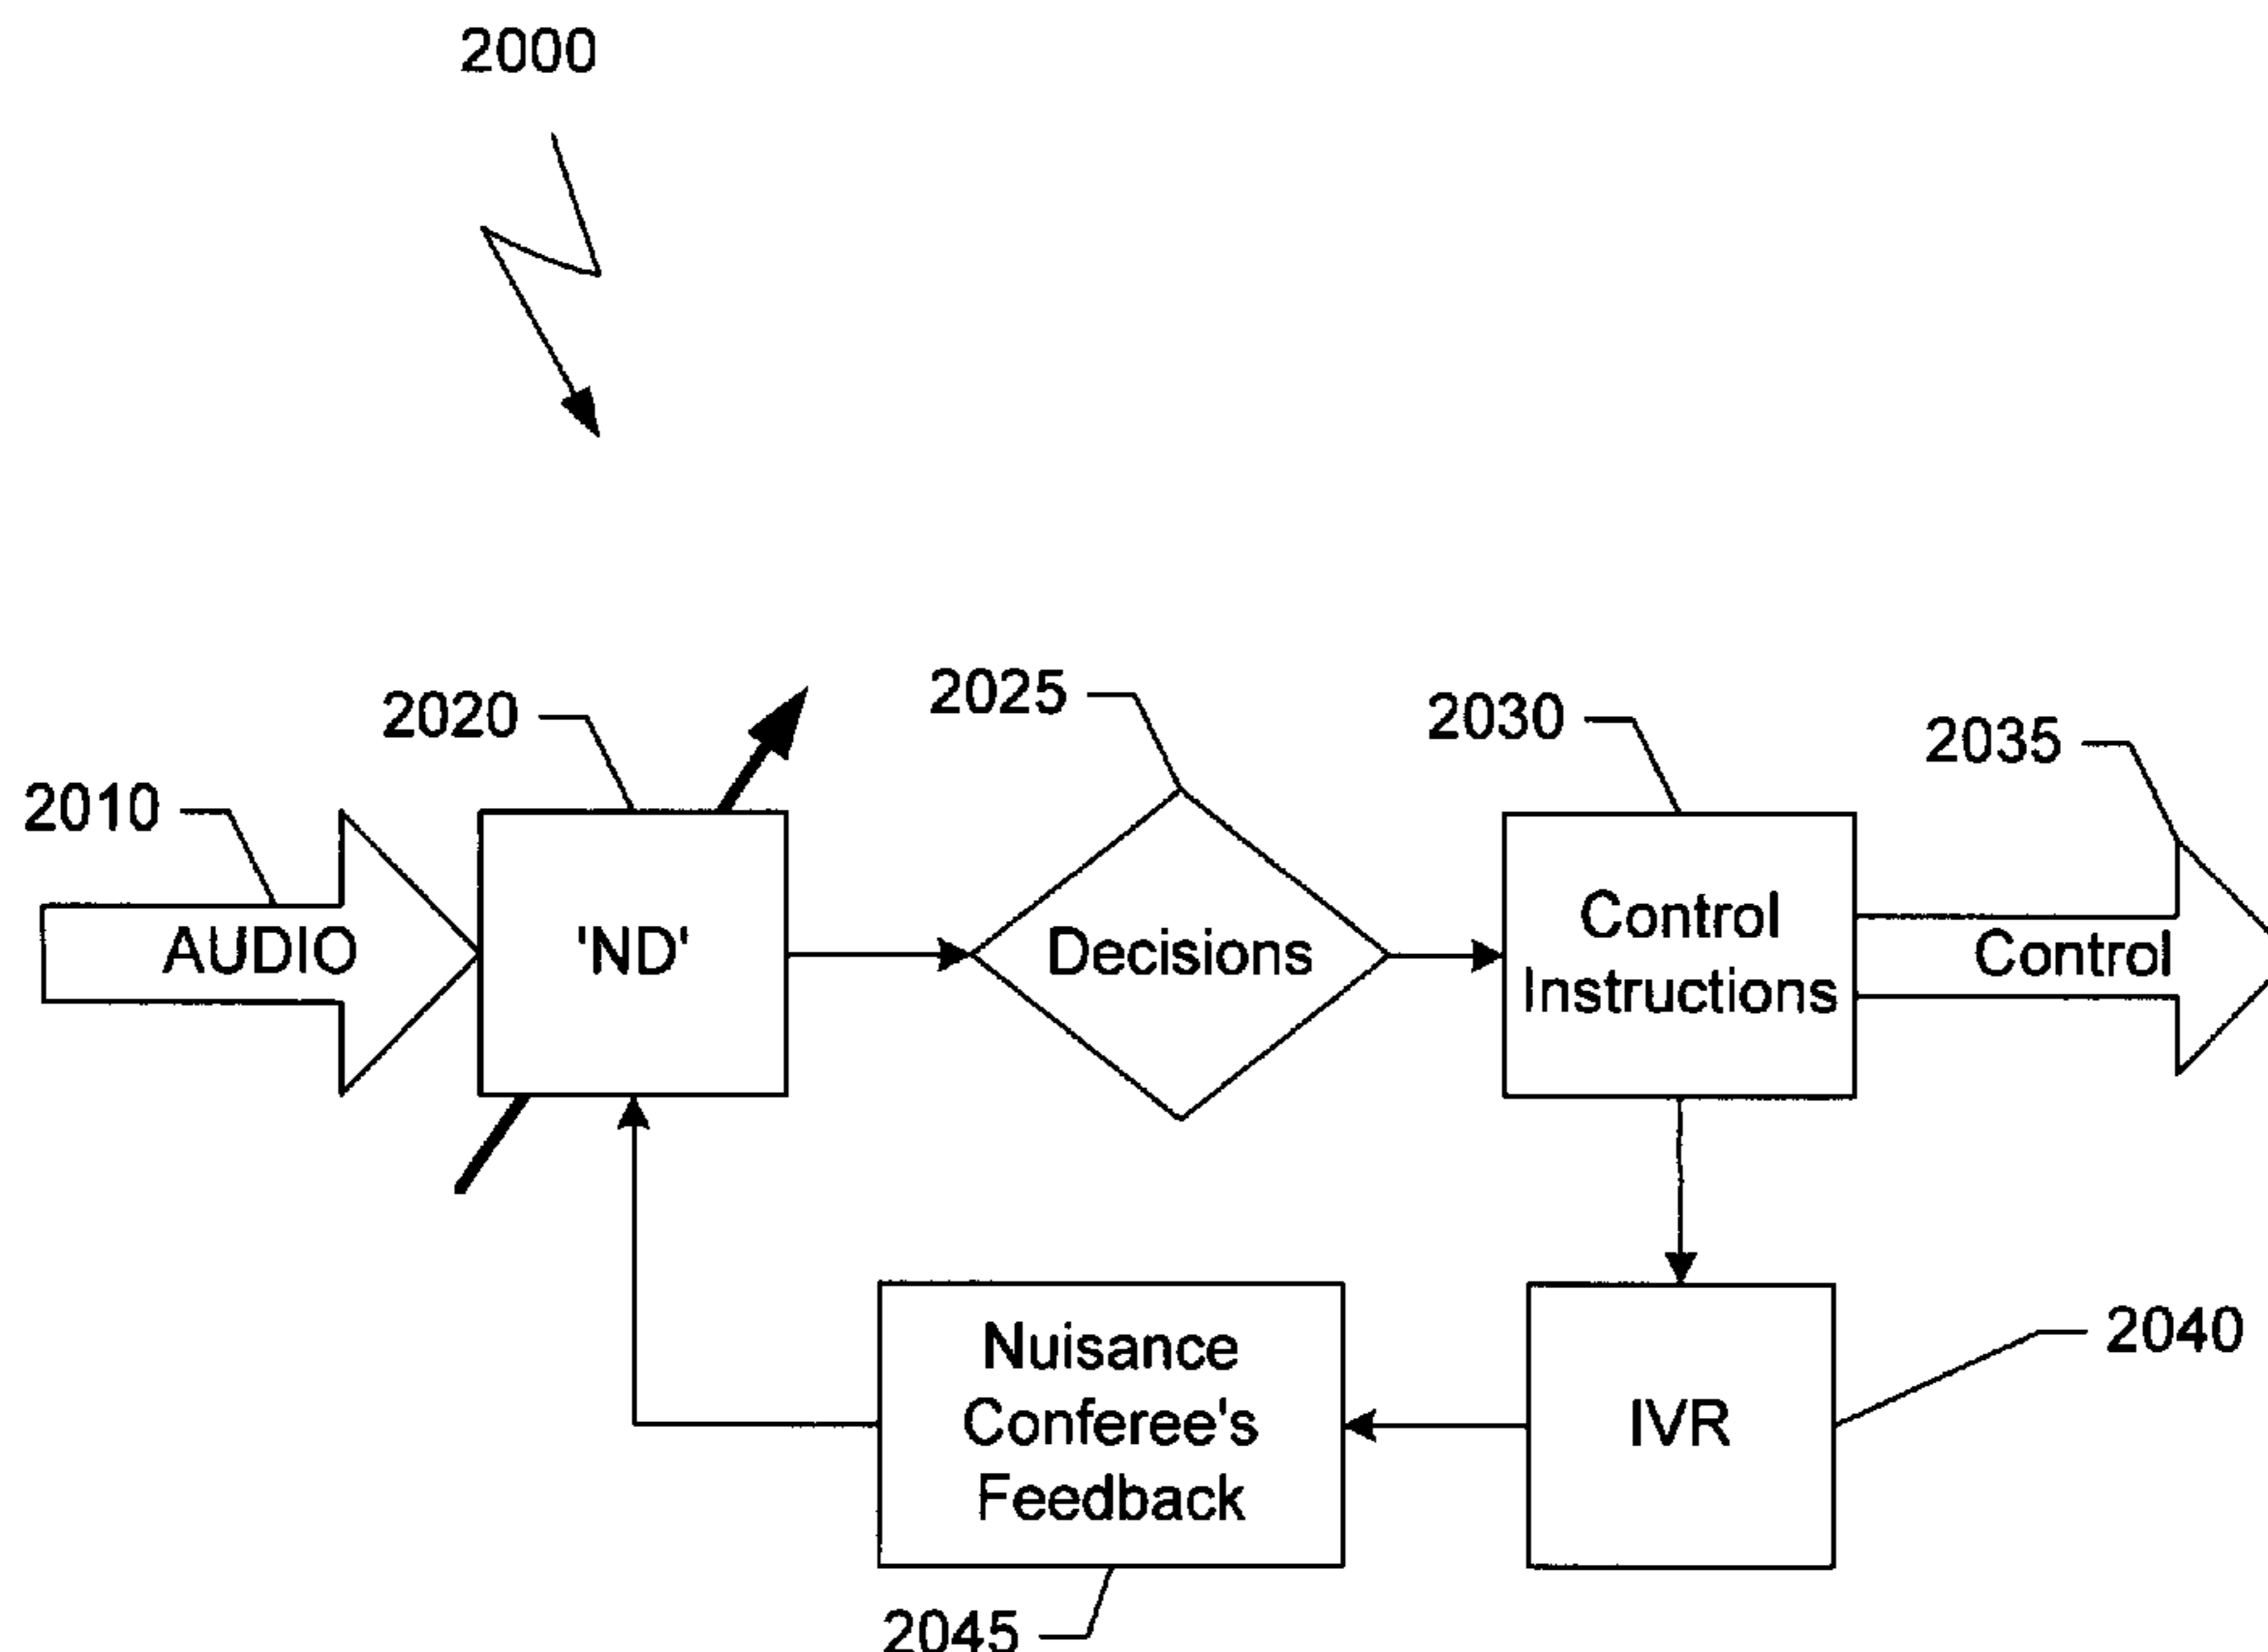 2000
2010
2020
2025
2030
2035
AUDIO
'ND'
Decisions
Control
Instructions
Control
Nuisance
Conferee's
Feedback
IVR
2040
2045